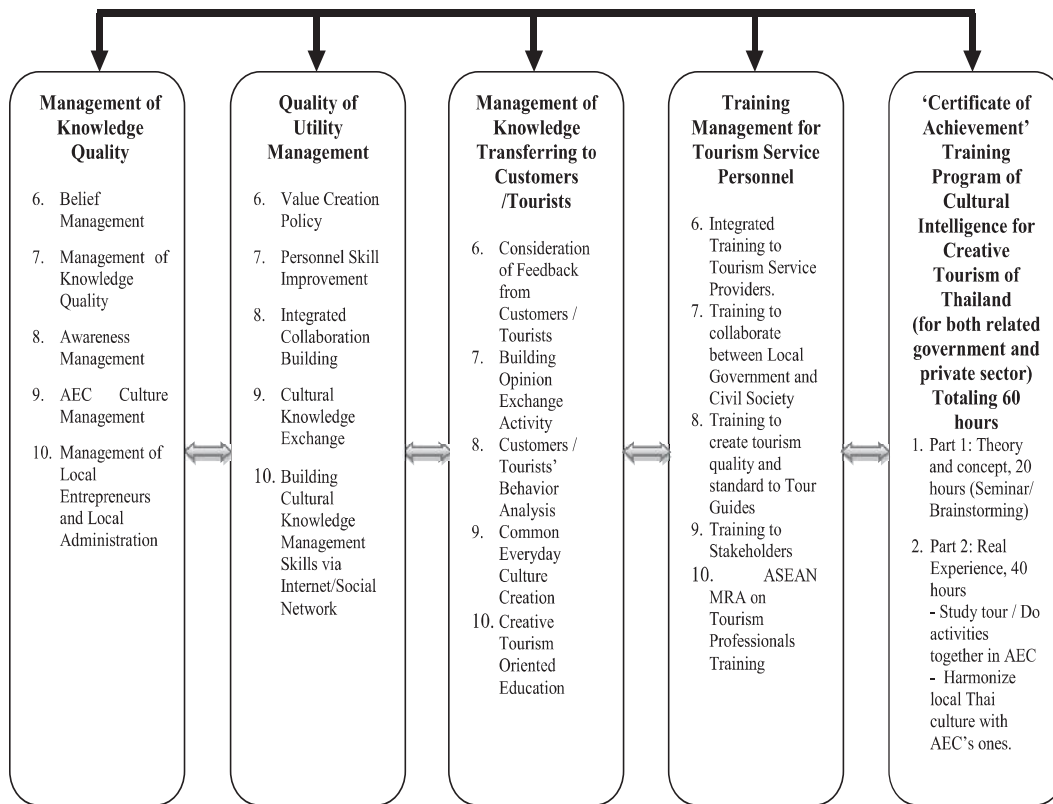 Management of
Knowledge
Quality
6. Belief
Management
7. Management of
Knowledge
Quality
8. Awareness
Management
9. AEC Culture
Management
10. Management of
Local
Entrepreneurs
and Local
Administration
Quality of
Utility
Management
6. Value Creation
Policy
7. Personnel Skill
Improvement
8. Integrated
Collaboration
Building
9. Cultural
Knowledge
Exchange
10. Building
Cultural
Knowledge
Management
Skills via
Internet/Social
Network
Management of
Knowledge
Transferring to
Customers
/Tourists
6. Consideration
of Feedback
from
Customers /
Tourists
7. Building
Opinion
Exchange
Activity
8. Customers /
Tourists'
Behavior
Analysis
9. Common
Everyday
Culture
Creation
10. Creative
Tourism
Oriented
Education
Training
Management for
Tourism Service
Personnel
6. Integrated
Training to
Tourism Service
Providers.
7. Training to
collaborate
between Local
Government and
Civil Society
8. Training to
create tourism
quality and
standard to Tour
Guides
9. Training to
Stakeholders
10. ASEAN
MRA on
Tourism
Professionals
Training
'Certificate of
Achievement'
Training
Program of
Cultural
Intelligence for
Creative
Tourism of
Thailand
(for both related
government and
private sector)
Totaling 60
hours
1. Part 1: Theory
and concept, 20
hours (Seminar/
Brainstorming)
2. Part 2: Real
Experience, 40
hours
- Study tour / Do
activities
together in AEC
- Harmonize
local Thai
culture with
AEC's ones.